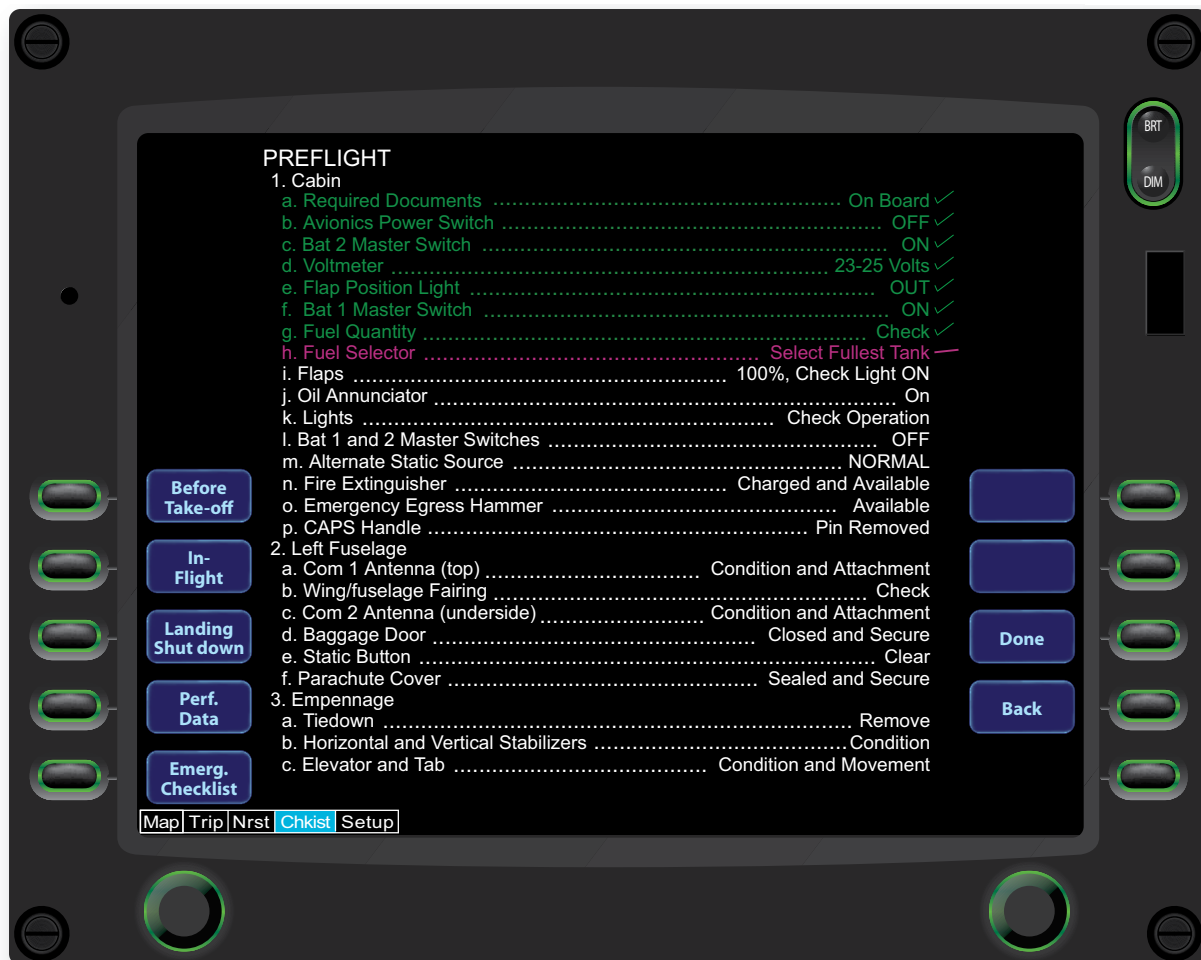 BRT
DIM
PREFLIGHT
1. Cabin
a. Required Documents ................................................ On Board
b. Avionics Power Switch ................................................ OFF
c. Bat 2 Master Switch ................................................ ON
d. Voltmeter ................................................ 23-25 Volts
e. Flap Position Light ................................................ OUT
f. Bat 1 Master Switch ................................................ ON
g. Fuel Quantity ................................................ Check
h. Fuel Selector ................................................ Select Fullest Tank
i. Flaps ................................................ 100%, Check Light ON
j. Oil Annunciator ................................................ On
k. Lights ................................................ Check Operation
l. Bat 1 and 2 Master Switches ................................................ OFF
m. Alternate Static Source ................................................ NORMAL
n. Fire Extinguisher ................................................ Charged and Available
o. Emergency Egress Hammer ................................................ Available
p. CAPS Handle ................................................ Pin Removed
2. Left Fuselage
a. Com 1 Antenna (top) ................................ Condition and Attachment
b. Wing/fuselage Fairing ................................................ Check
c. Com 2 Antenna (underside) ........................ Condition and Attachment
d. Baggage Door ................................................ Closed and Secure
e. Static Button ................................................ Clear
f. Parachute Cover ................................................ Sealed and Secure
3. Empennage
a. Tiedown ................................................ Remove
b. Horizontal and Vertical Stabilizers ................................ Condition
c. Elevator and Tab ................................ Condition and Movement
Before
Take-off
In-
Flight
Landing
Shut down
Perf.
Data
Emerg.
Checklist
Done
Back
Map Trip Nrst Chkist Setup